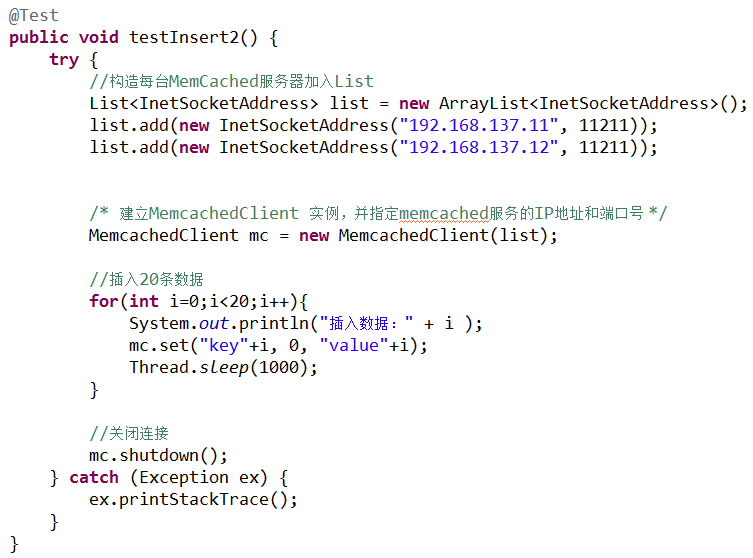 @Test
public void testInsert2() {
    try {
        //构造每台MemCached服务器加入List
        List<InetSocketAddress> list = new ArrayList<InetSocketAddress>();
        list.add(new InetSocketAddress("192.168.137.11", 11211));
        list.add(new InetSocketAddress("192.168.137.12", 11211));
        /* 建立MemcachedClient 实例，并指定memcached服务的IP地址和端口号 */
        MemcachedClient mc = new MemcachedClient(list);
        //插入20条数据
        for(int i=0;i<20;i++){
            System.out.println("插入数据：" + i );
            mc.set("key"+i, 0, "value"+i);
            Thread.sleep(1000);
        }
        //关闭连接
        mc.shutdown();
    } catch (Exception ex) {
        ex.printStackTrace();
    }
}